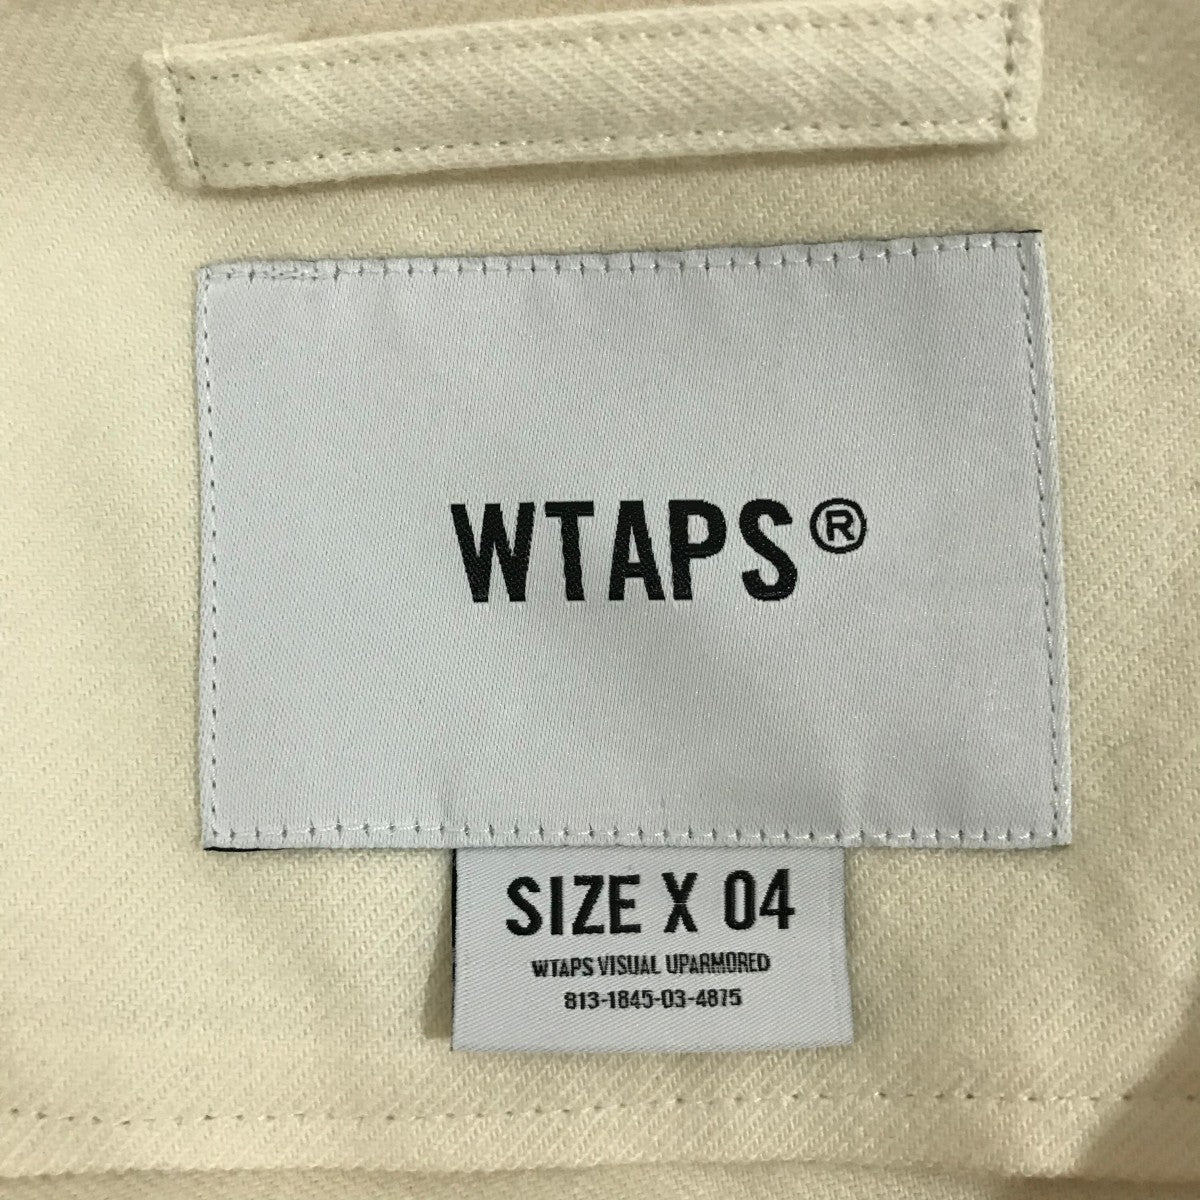 WTAPS®
SIZE X 04
WTAPS VISUAL UPARMORED
813-1845-03-4875